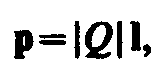 𝐩 = |Q| 𝐥,